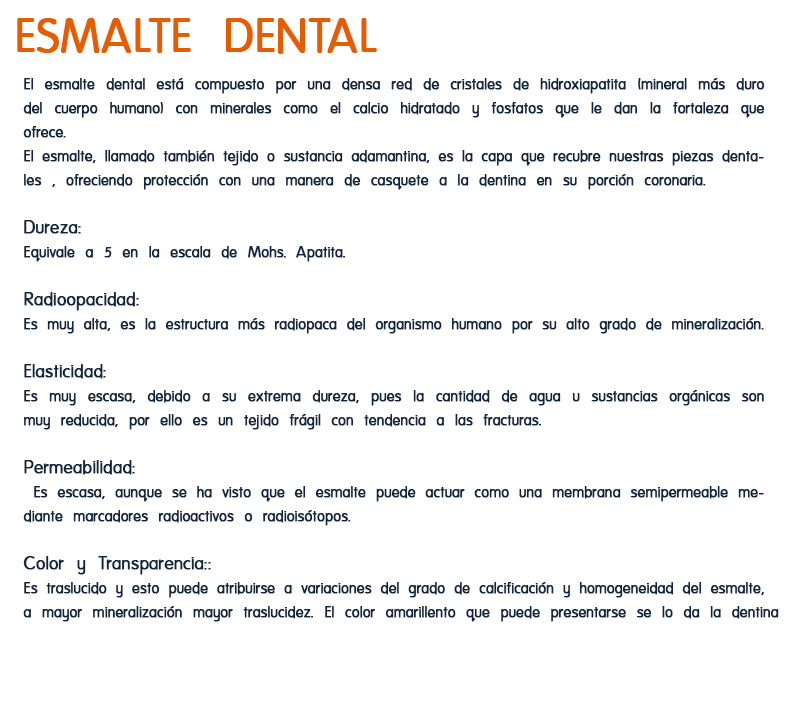 ESMALTE DENTAL
El esmalte dental está compuesto por una densa red de cristales de hidroxiapatita (mineral más duro
del cuerpo humano) con minerales como el calcio hidratado y fosfatos que le dan la fortaleza que
ofrece.
El esmalte, llamado también tejido o sustancia adamantina, es la capa que recubre nuestras piezas denta-
les , ofreciendo protección con una manera de casquete a la dentina en su porción coronaria.
Dureza:
Equivale a 5 en la escala de Mohs. Apatita.
Radioopacidad:
Es muy alta, es la estructura más radiopaca del organismo humano por su alto grado de mineralización.
Elasticidad:
Es muy escasa, debido a su extrema dureza, pues la cantidad de agua u sustancias orgánicas son
muy reducida, por ello es un tejido frágil con tendencia a las fracturas.
Permeabilidad:
Es escasa, aunque se ha visto que el esmalte puede actuar como una membrana semipermeable me-
diante marcadores radioactivos o radioisótopos.
Color y Transparencia::
Es traslucido y esto puede atribuirse a variaciones del grado de calcificación y homogeneidad del esmalte,
a mayor mineralización mayor traslucidez. El color amarillento que puede presentarse se lo da la dentina